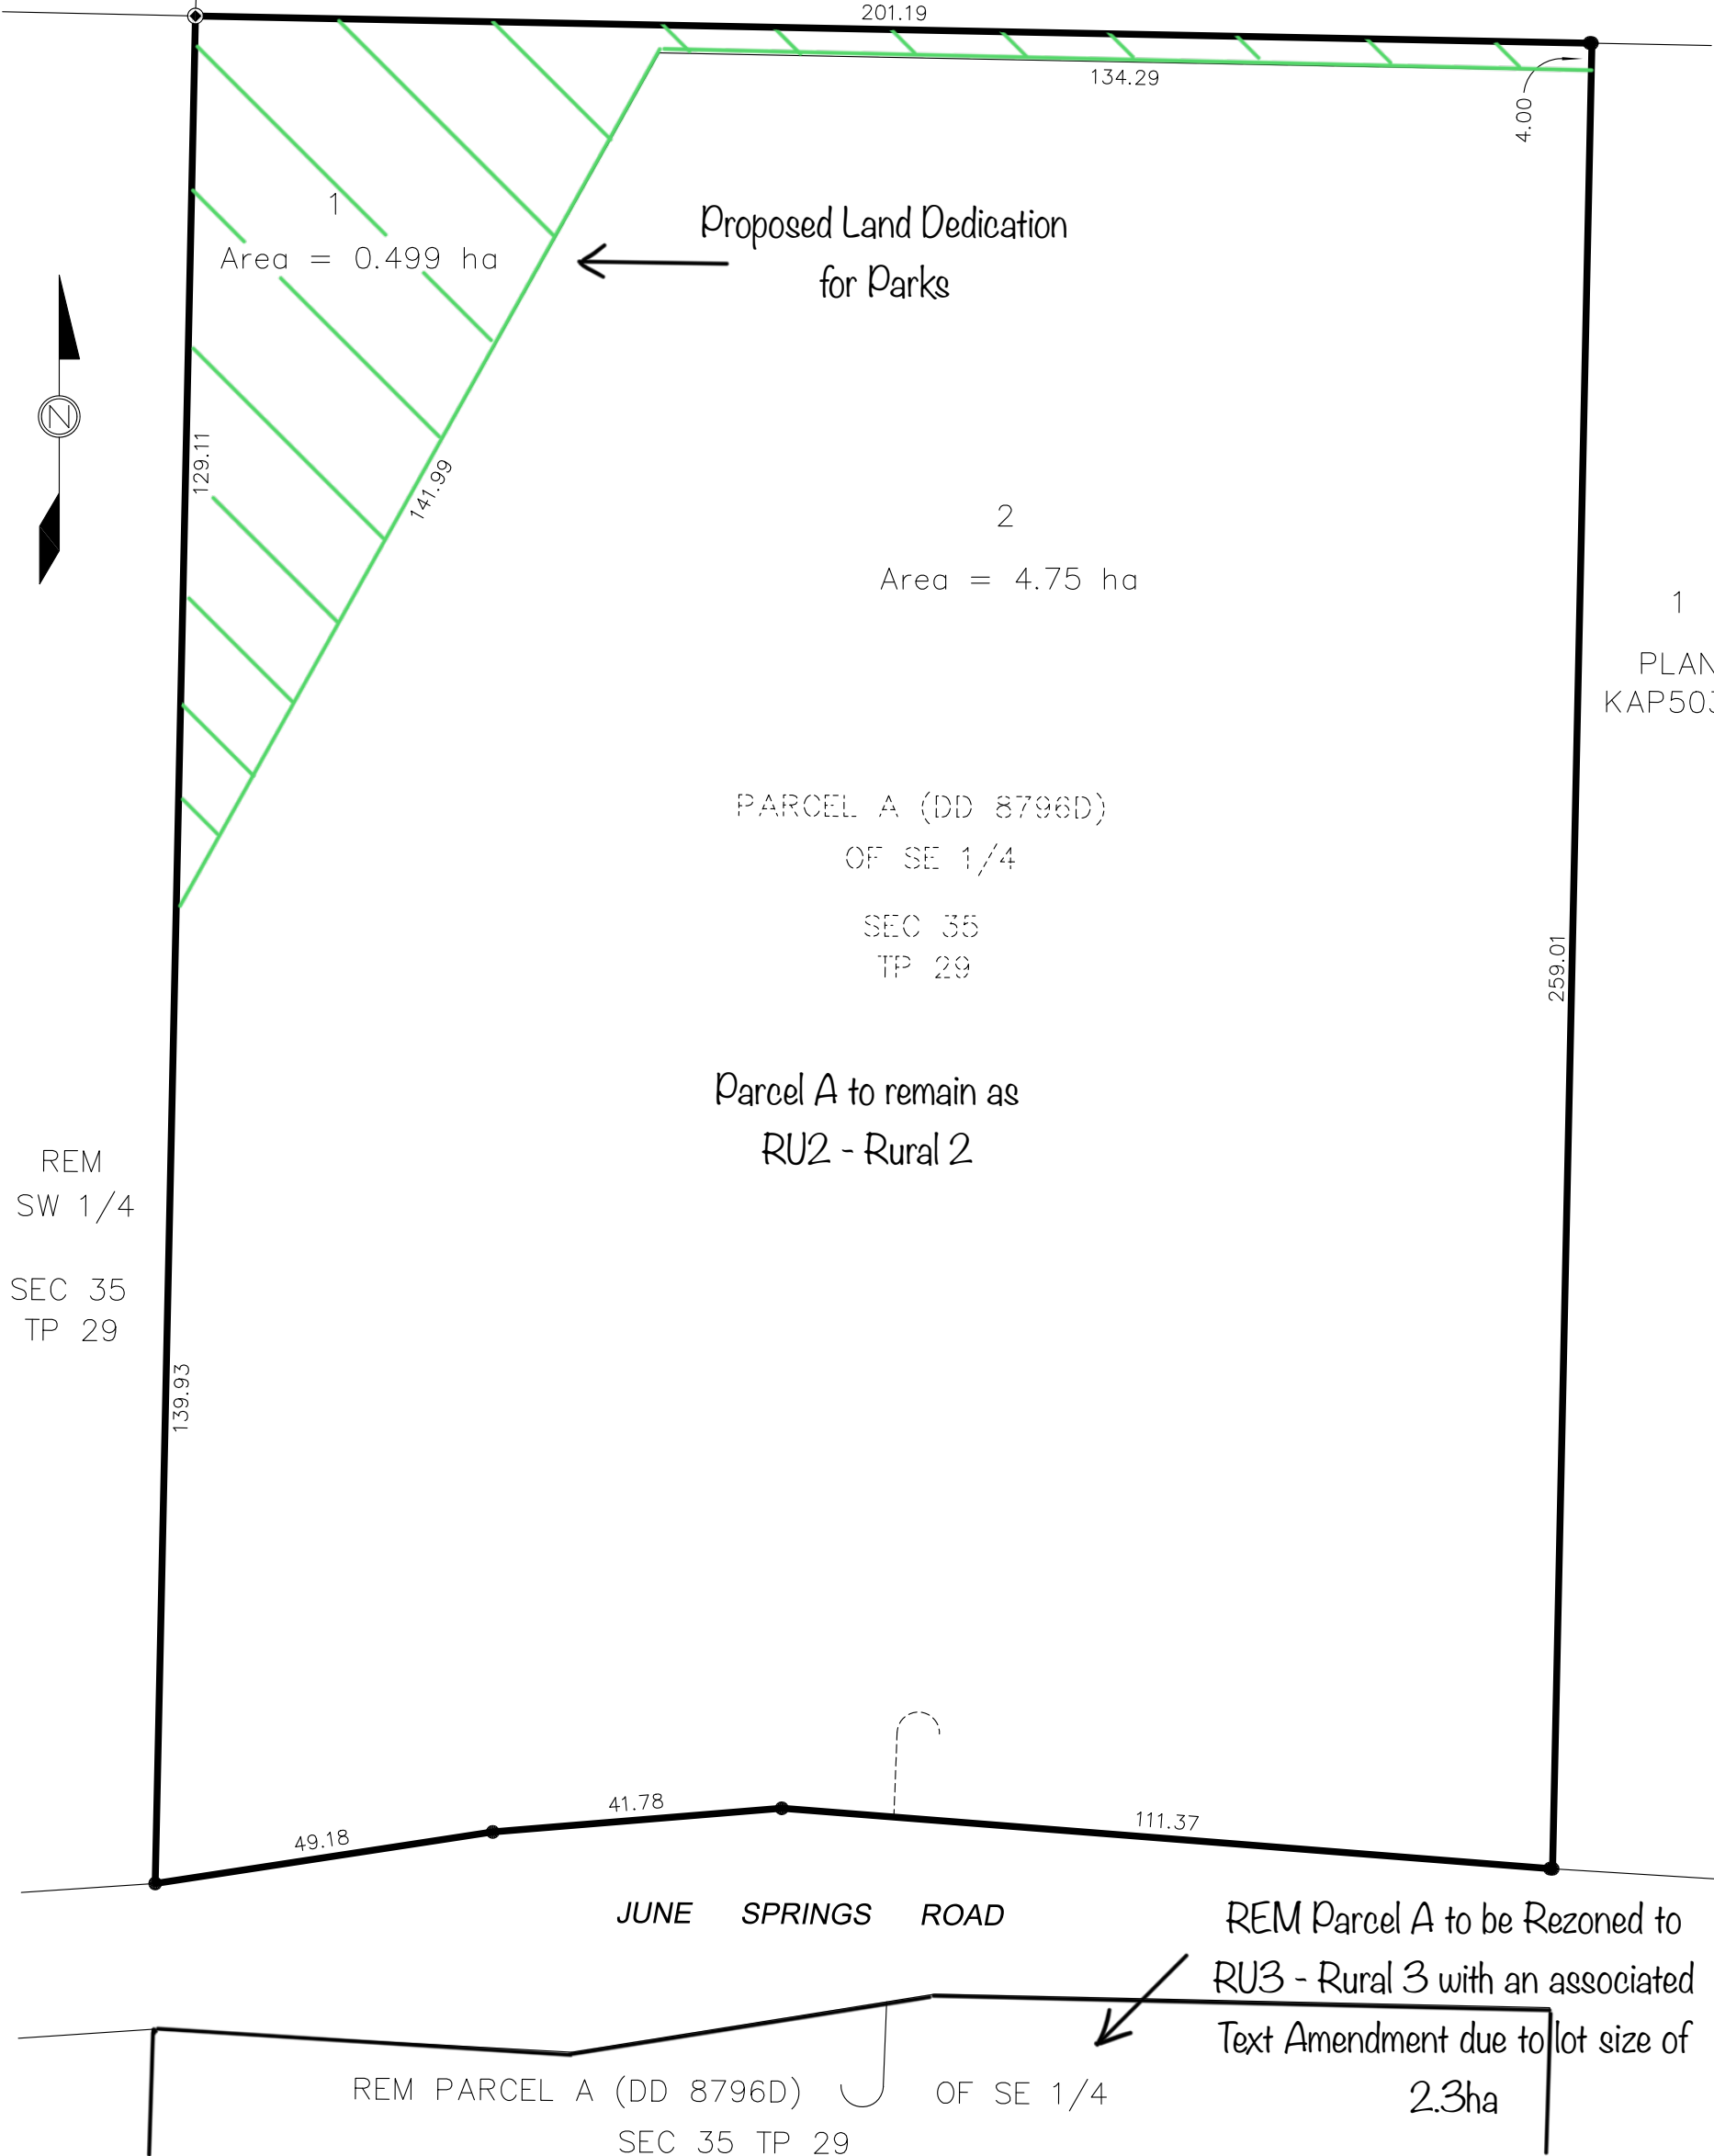 201.19
134.29
4.00
1
Area = 0.499 ha
Proposed Land Dedication
for Parks
N
129.11
141.99
2
Area = 4.75 ha
1
PLAN
KAP503
PARCEL A (DD 8796D)
OF SE 1/4
SEC 35
TP 29
259.01
Parcel A to remain as
RU2 - Rural 2
REM
SW 1/4
SEC 35
TP 29
139.93
49.18
41.78
111.37
JUNE SPRINGS ROAD
REM Parcel A to be Rezoned to
RU3 - Rural 3 with an associated
Text Amendment due to lot size of
2.3ha
REM PARCEL A (DD 8796D) OF SE 1/4
SEC 35 TP 29